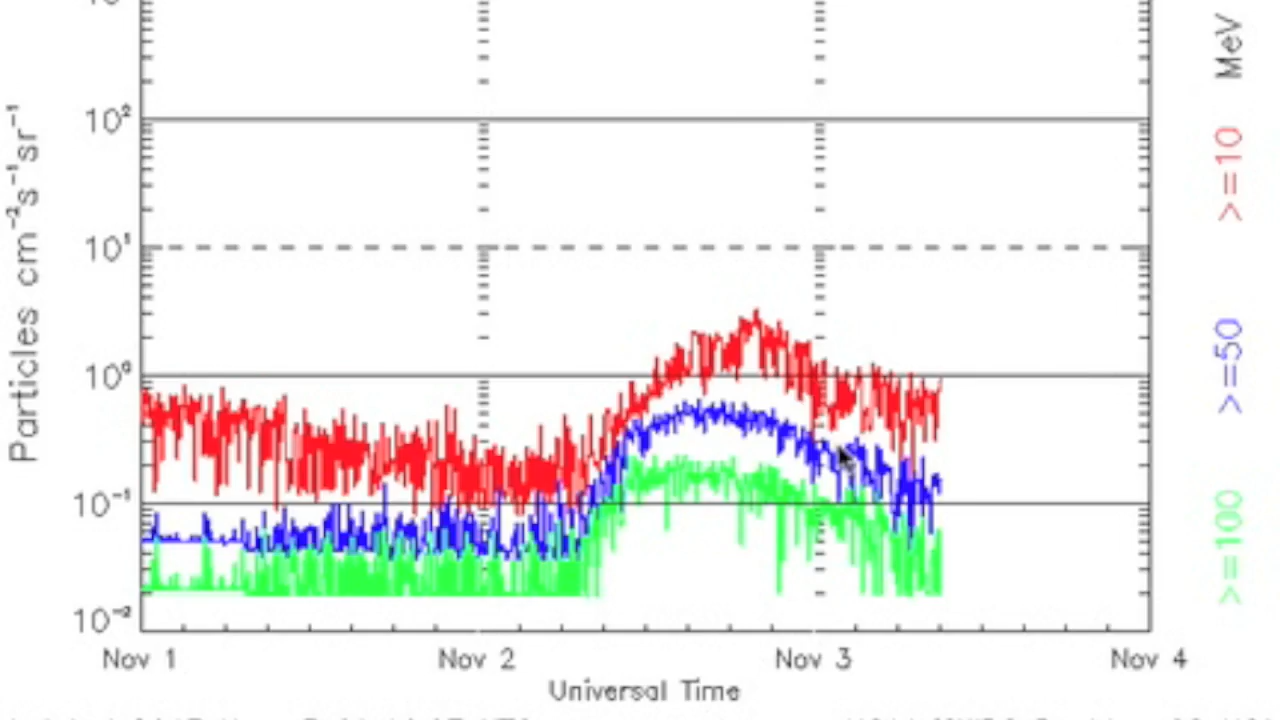 MeV
10²
10¹
10⁰
10⁻¹
10⁻²
Particles cm⁻²s⁻¹sr⁻¹
>=10
>=50
>=100
Nov 1 Nov 2 Nov 3 Nov 4
Universal Time